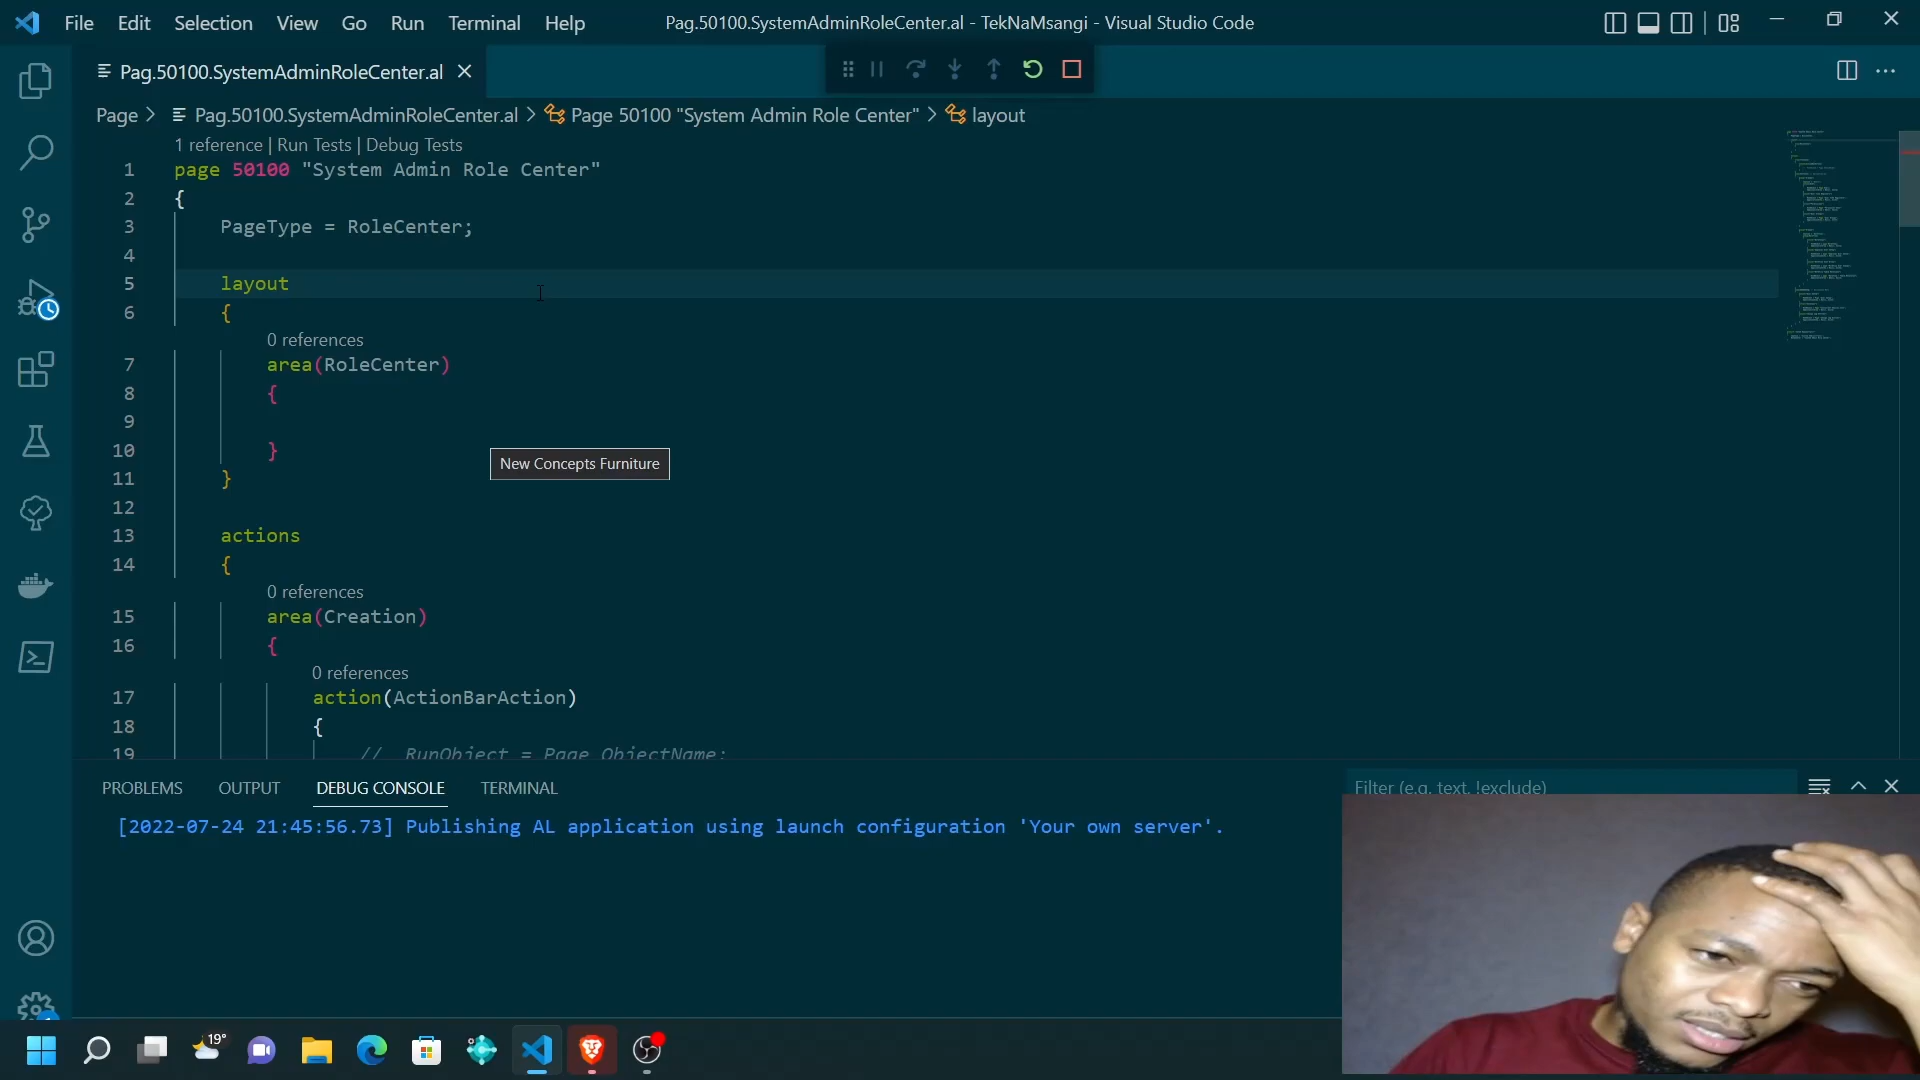 File Edit Selection View Go Run Terminal Help
Pag.50100.SystemAdminRoleCenter.al - TekNaMsangi - Visual Studio Code
Pag.50100.SystemAdminRoleCenter.al
Page > Pag.50100.SystemAdminRoleCenter.al > Page 50100 "System Admin Role Center" > layout
1 reference | Run Tests | Debug Tests
1 page 50100 "System Admin Role Center"
2 {
3 PageType = RoleCenter;
4
5 layout
6 {
0 references
7 area(RoleCenter)
8 {
9
10 }
New Concepts Furniture
11 }
12
13 actions
14 {
0 references
15 area(Creation)
16 {
0 references
17 action(ActionBarAction)
18 {
19 // RunObject = Page ObjectName;
PROBLEMS OUTPUT DEBUG CONSOLE TERMINAL
Filter (e.g. text, !exclude)
[2022-07-24 21:45:56.73] Publishing AL application using launch configuration 'Your own server'.
19°